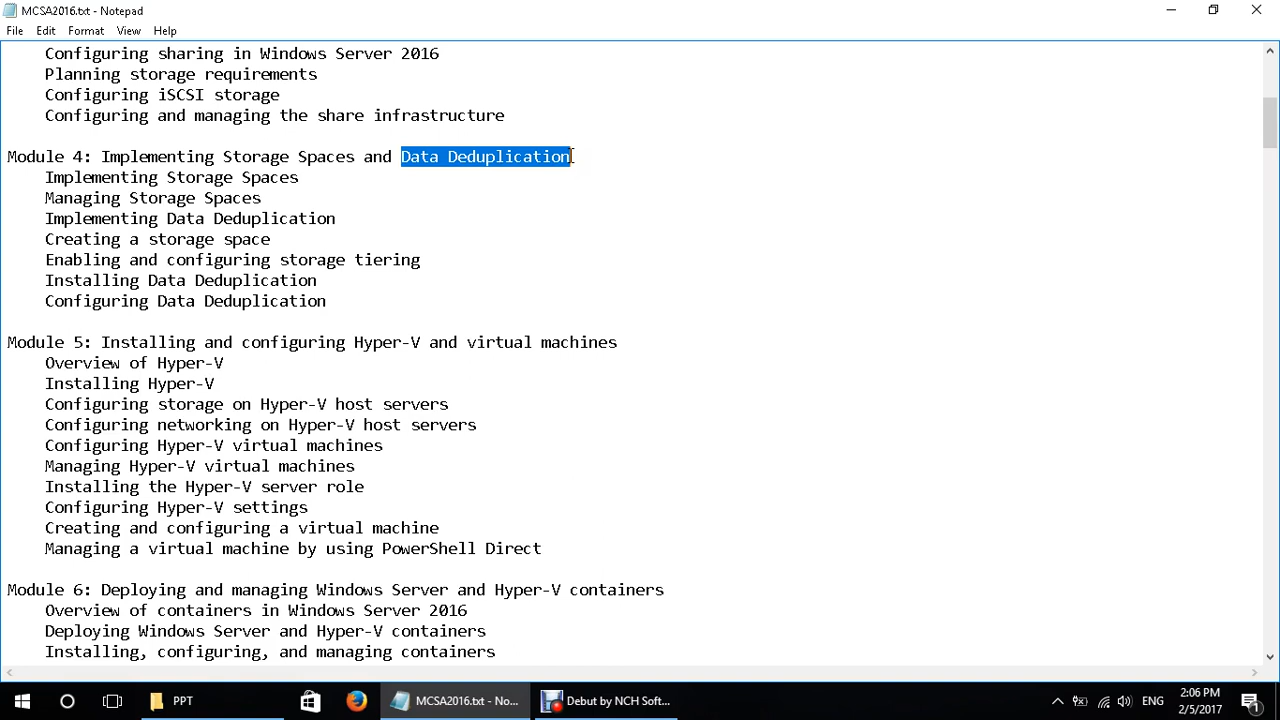 MCSA2016.txt - Notepad
File Edit Format View Help
Configuring sharing in Windows Server 2016
Planning storage requirements
Configuring iSCSI storage
Configuring and managing the share infrastructure
Module 4: Implementing Storage Spaces and Data Deduplication
Implementing Storage Spaces
Managing Storage Spaces
Implementing Data Deduplication
Creating a storage space
Enabling and configuring storage tiering
Installing Data Deduplication
Configuring Data Deduplication
Module 5: Installing and configuring Hyper-V and virtual machines
Overview of Hyper-V
Installing Hyper-V
Configuring storage on Hyper-V host servers
Configuring networking on Hyper-V host servers
Configuring Hyper-V virtual machines
Managing Hyper-V virtual machines
Installing the Hyper-V server role
Configuring Hyper-V settings
Creating and configuring a virtual machine
Managing a virtual machine by using PowerShell Direct
Module 6: Deploying and managing Windows Server and Hyper-V containers
Overview of containers in Windows Server 2016
Deploying Windows Server and Hyper-V containers
Installing, configuring, and managing containers
PPT MCSA2016.txt - No... Debut by NCH Soft... ENG 2:06 PM
2/5/2017 1